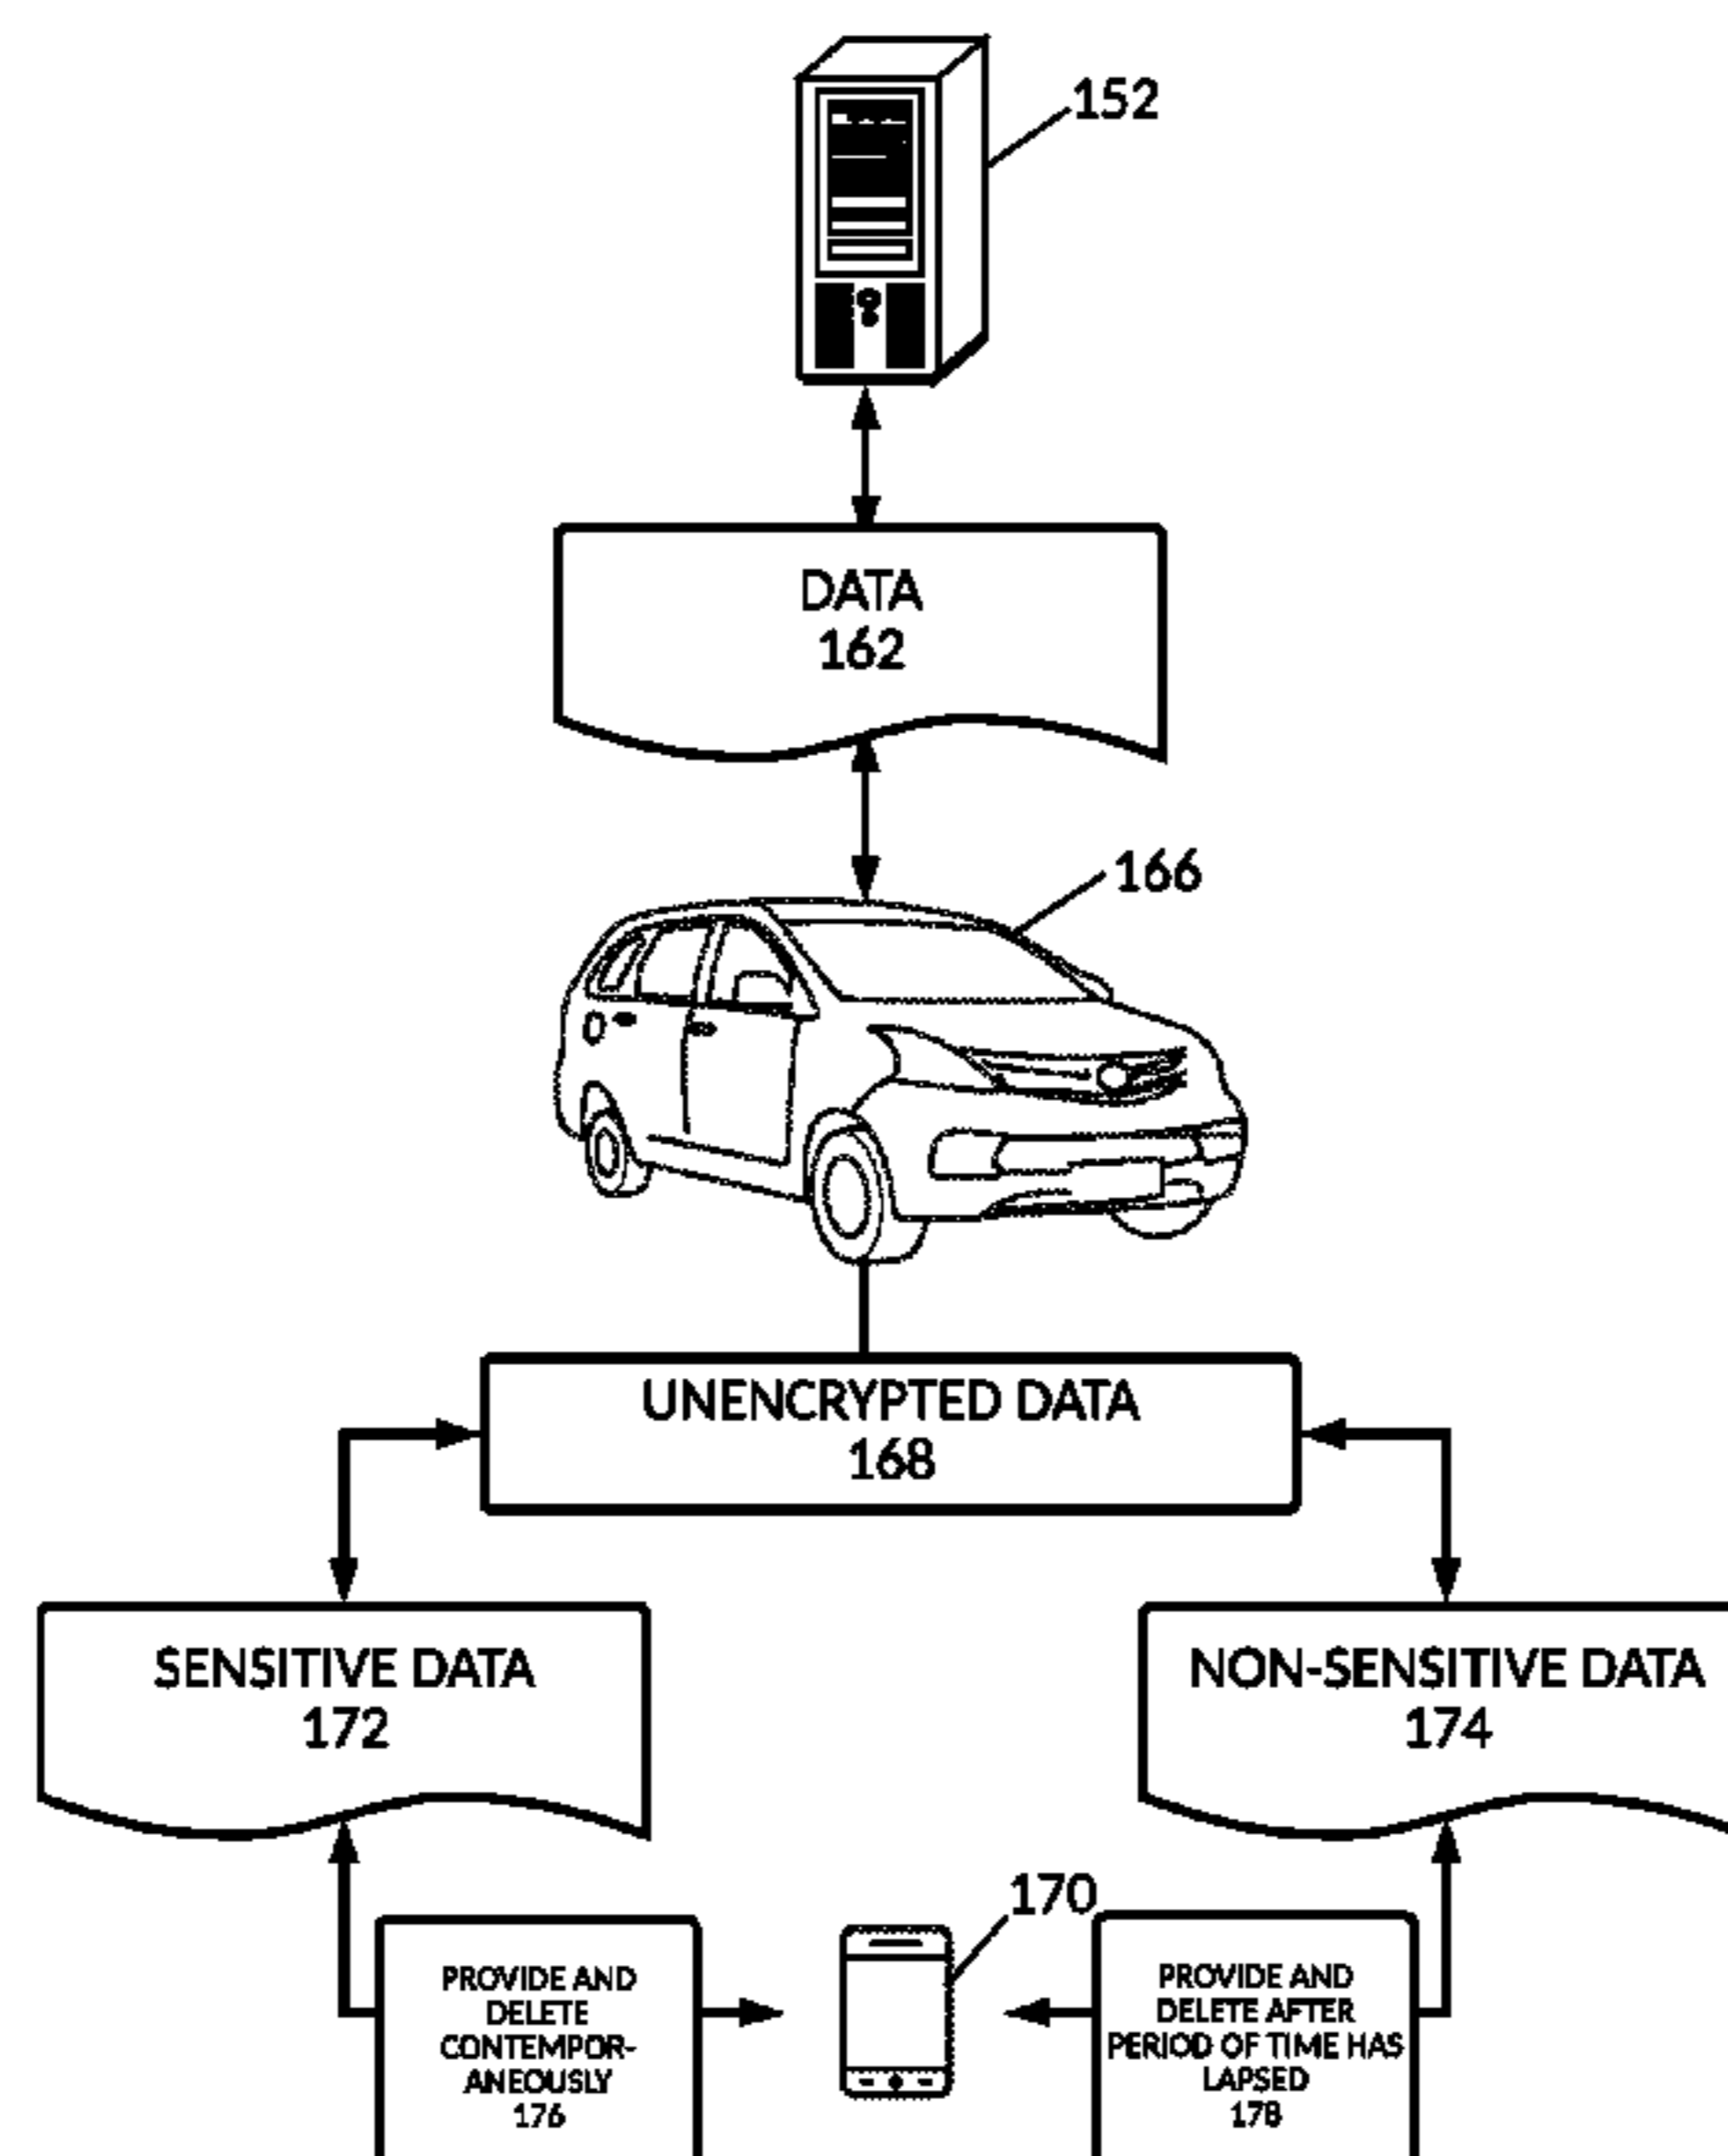 152
DATA
162
166
UNENCRYPTED DATA
168
SENSITIVE DATA
172
NON-SENSITIVE DATA
174
170
PROVIDE AND
DELETE
CONTEMPOR-
ANEOUSLY
176
PROVIDE AND
DELETE AFTER
PERIOD OF TIME HAS
LAPSED
178